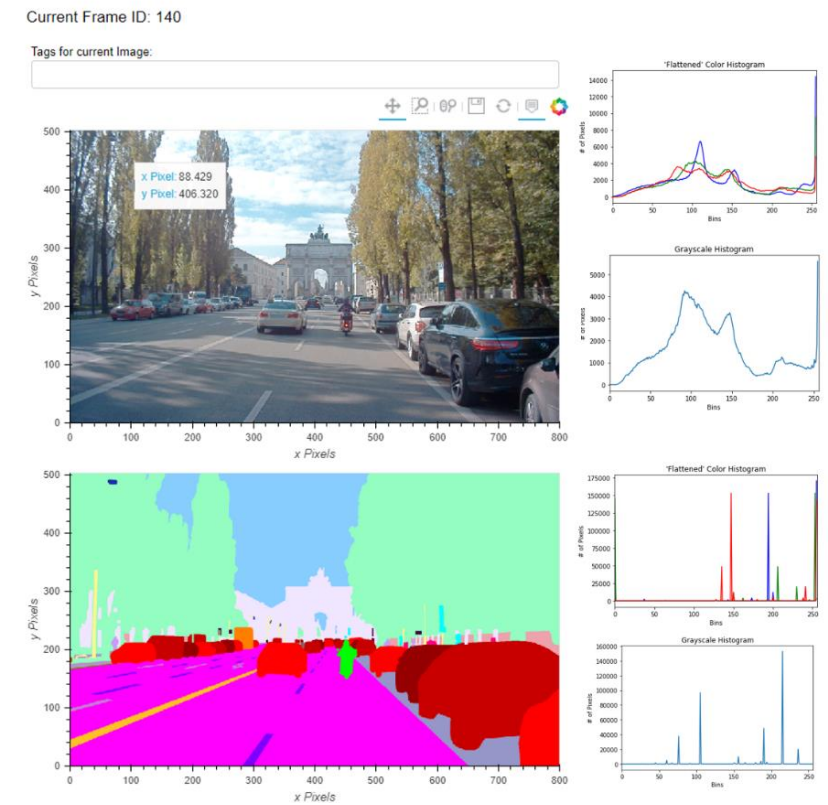 Current Frame ID: 140
Tags for current Image:
'Flattened' Color Histogram
# of Pixels
14000
12000
10000
8000
6000
4000
2000
0
0 50 100 150 200 250
Bins
500
400
300
200
100
0
y Pixels
x Pixel: 88.429
y Pixel: 406.320
0 100 200 300 400 500 600 700 800
x Pixels
Grayscale Histogram
# of Pixels
5000
4000
3000
2000
1000
0
0 50 100 150 200 250
Bins
500
400
300
200
100
0
y Pixels
0 100 200 300 400 500 600 700 800
x Pixels
'Flattened' Color Histogram
# of Pixels
175000
150000
125000
100000
75000
50000
25000
0
0 50 100 150 200 250
Bins
Grayscale Histogram
# of Pixels
160000
140000
120000
100000
80000
60000
40000
20000
0
0 50 100 150 200 250
Bins